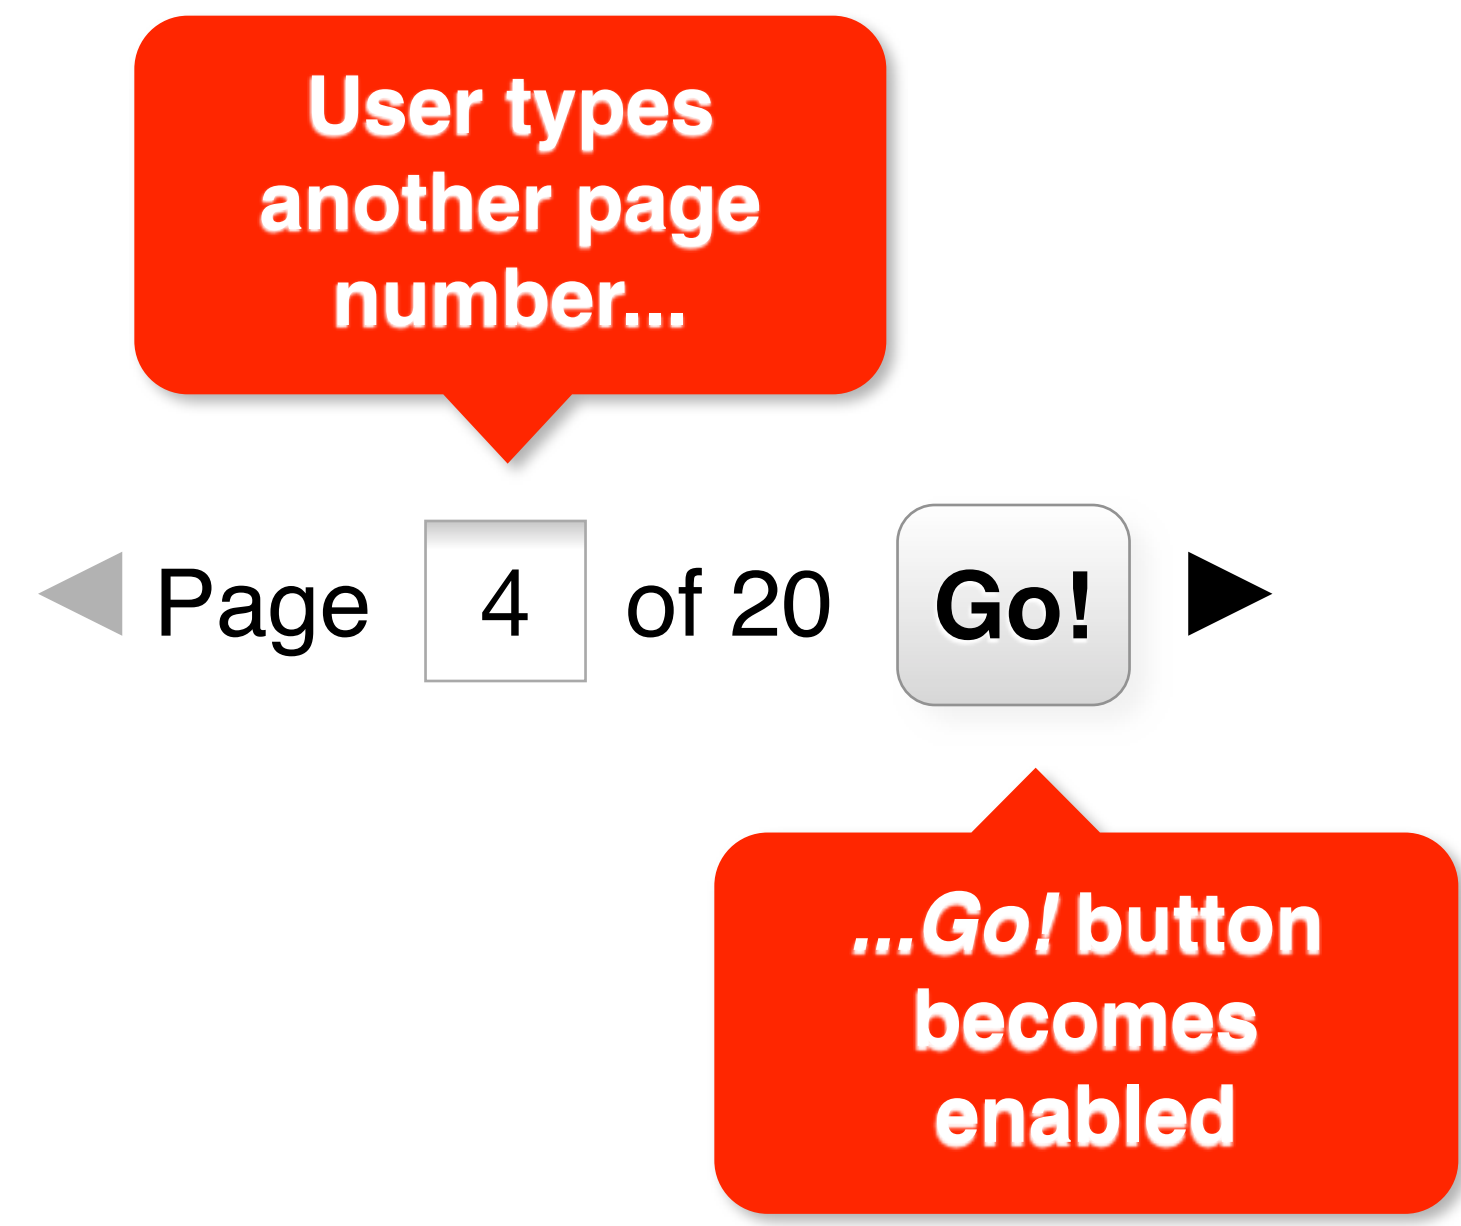 User types
another page
number...
Page 4 of 20 Go!
...Go! button
becomes
enabled